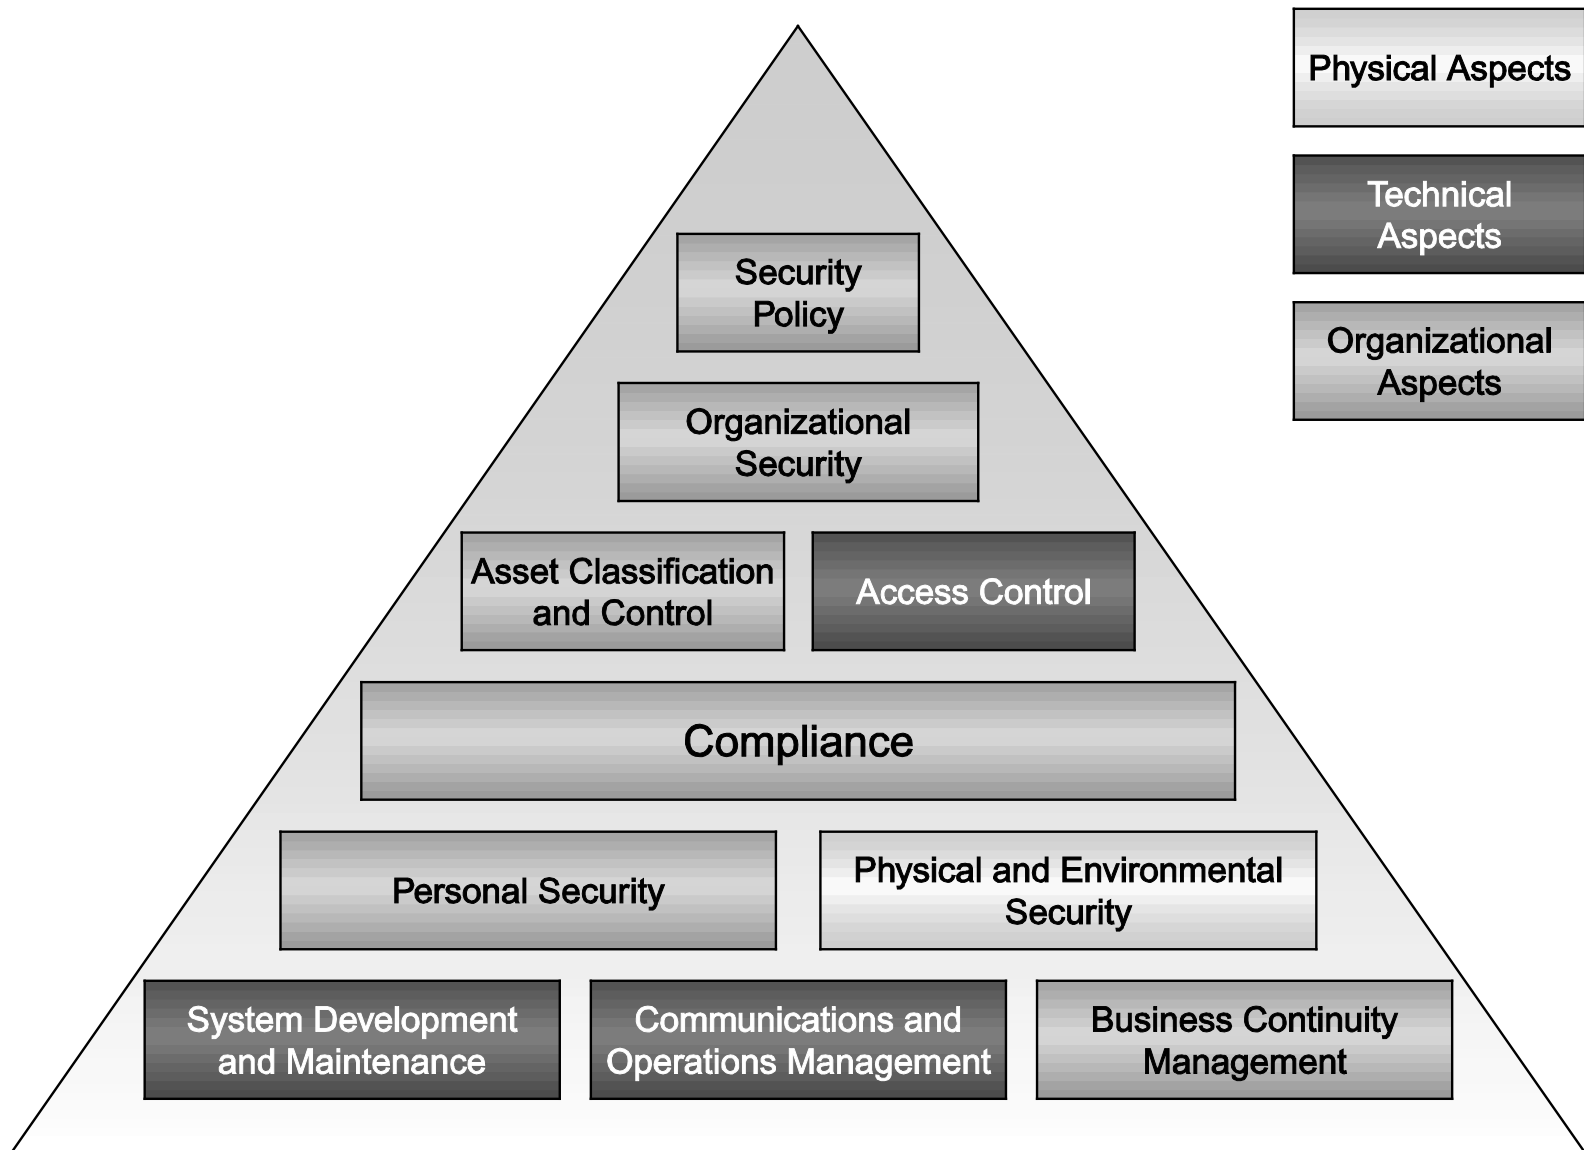 Physical Aspects
Technical
Aspects
Organizational
Aspects
Security
Policy
Organizational
Security
Asset Classification
and Control
Access Control
Compliance
Personal Security
Physical and Environmental
Security
System Development
and Maintenance
Communications and
Operations Management
Business Continuity
Management